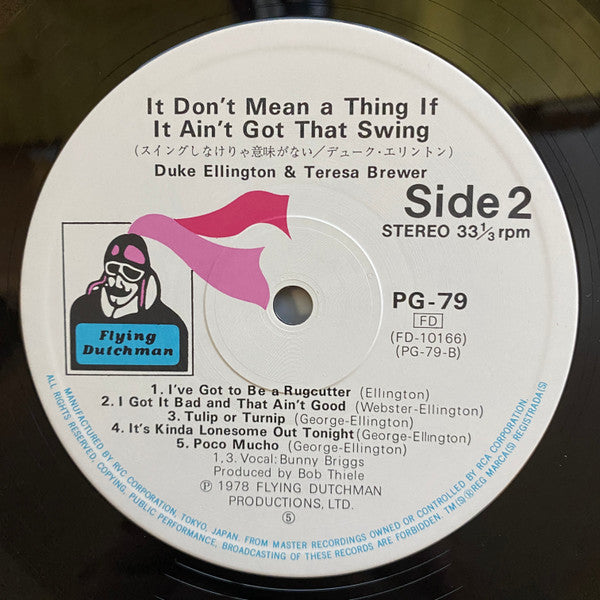 It Don't Mean a Thing If
It Ain't Got That Swing
(スイングしなけりゃ意味がない／デューク・エリントン)
Duke Ellington & Teresa Brewer
Side 2
STEREO 33⅓ rpm
Flying
Dutchman
PG-79
FD
(FD-10166)
(PG-79-B)
1. I've Got to Be a Rugcutter (Ellington)
2. I Got It Bad and That Ain't Good (Webster-Ellington)
3. Tulip or Turnip (George-Ellington)
4. It's Kinda Lonesome Out Tonight (George-Ellington)
5. Poco Mucho (George-Ellington)
1, 3. Vocal: Bunny Briggs
Produced by Bob Thiele
Ⓟ 1978 FLYING DUTCHMAN
PRODUCTIONS, LTD.
⑤
MANUFACTURED BY RVC CORPORATION, TOKYO, JAPAN. FROM MASTER RECORDINGS OWNED OR CONTROLLED BY RCA CORPORATION.
ALL RIGHTS RESERVED. COPYING, PUBLIC PERFORMANCE, BROADCASTING OF THESE RECORDS ARE FORBIDDEN. TM(S)®REG MARCA(S) REGISTRADA(S)